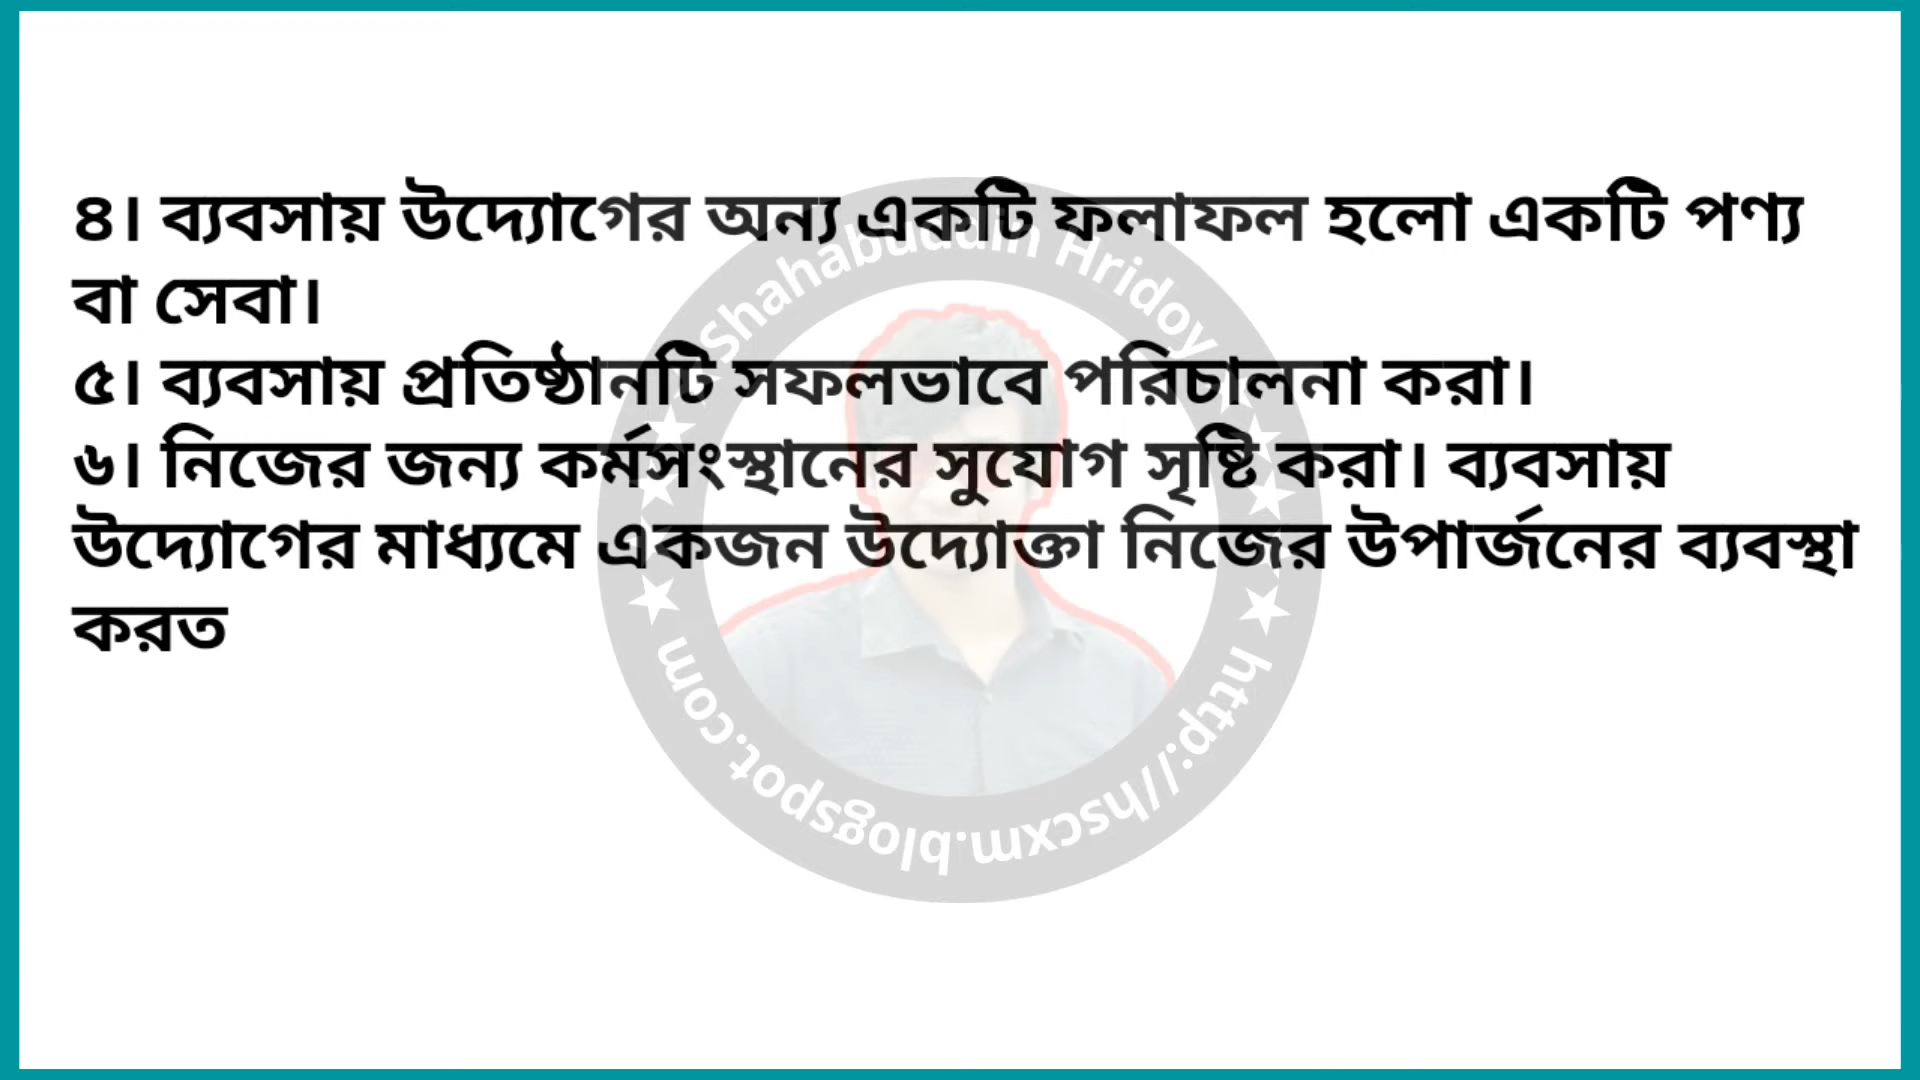 ৪। ব্যবসায় উদ্যোগের অন্য একটি ফলাফল হলো একটি পণ্য
বা সেবা।
৫। ব্যবসায় প্রতিষ্ঠানটি সফলভাবে পরিচালনা করা।
৬। নিজের জন্য কর্মসংস্থানের সুযোগ সৃষ্টি করা। ব্যবসায়
উদ্যোগের মাধ্যমে একজন উদ্যোক্তা নিজের উপার্জনের ব্যবস্থা
করত
Shahabuddin Hridoy
http://hscxm.blogspot.com